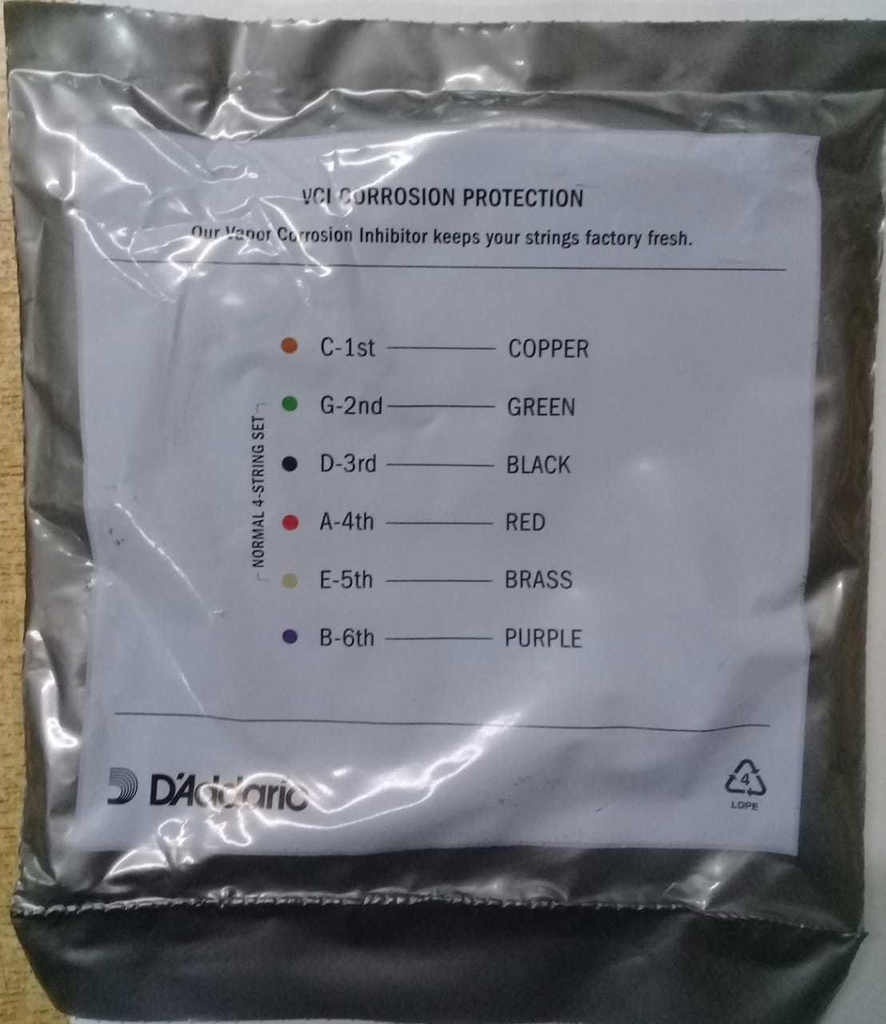 VCI CORROSION PROTECTION
Our Vapor Corrosion Inhibitor keeps your strings factory fresh.
C-1st COPPER
G-2nd GREEN
D-3rd BLACK
A-4th RED
E-5th BRASS
B-6th PURPLE
NORMAL 4-STRING SET
D'Addario
4
LDPE